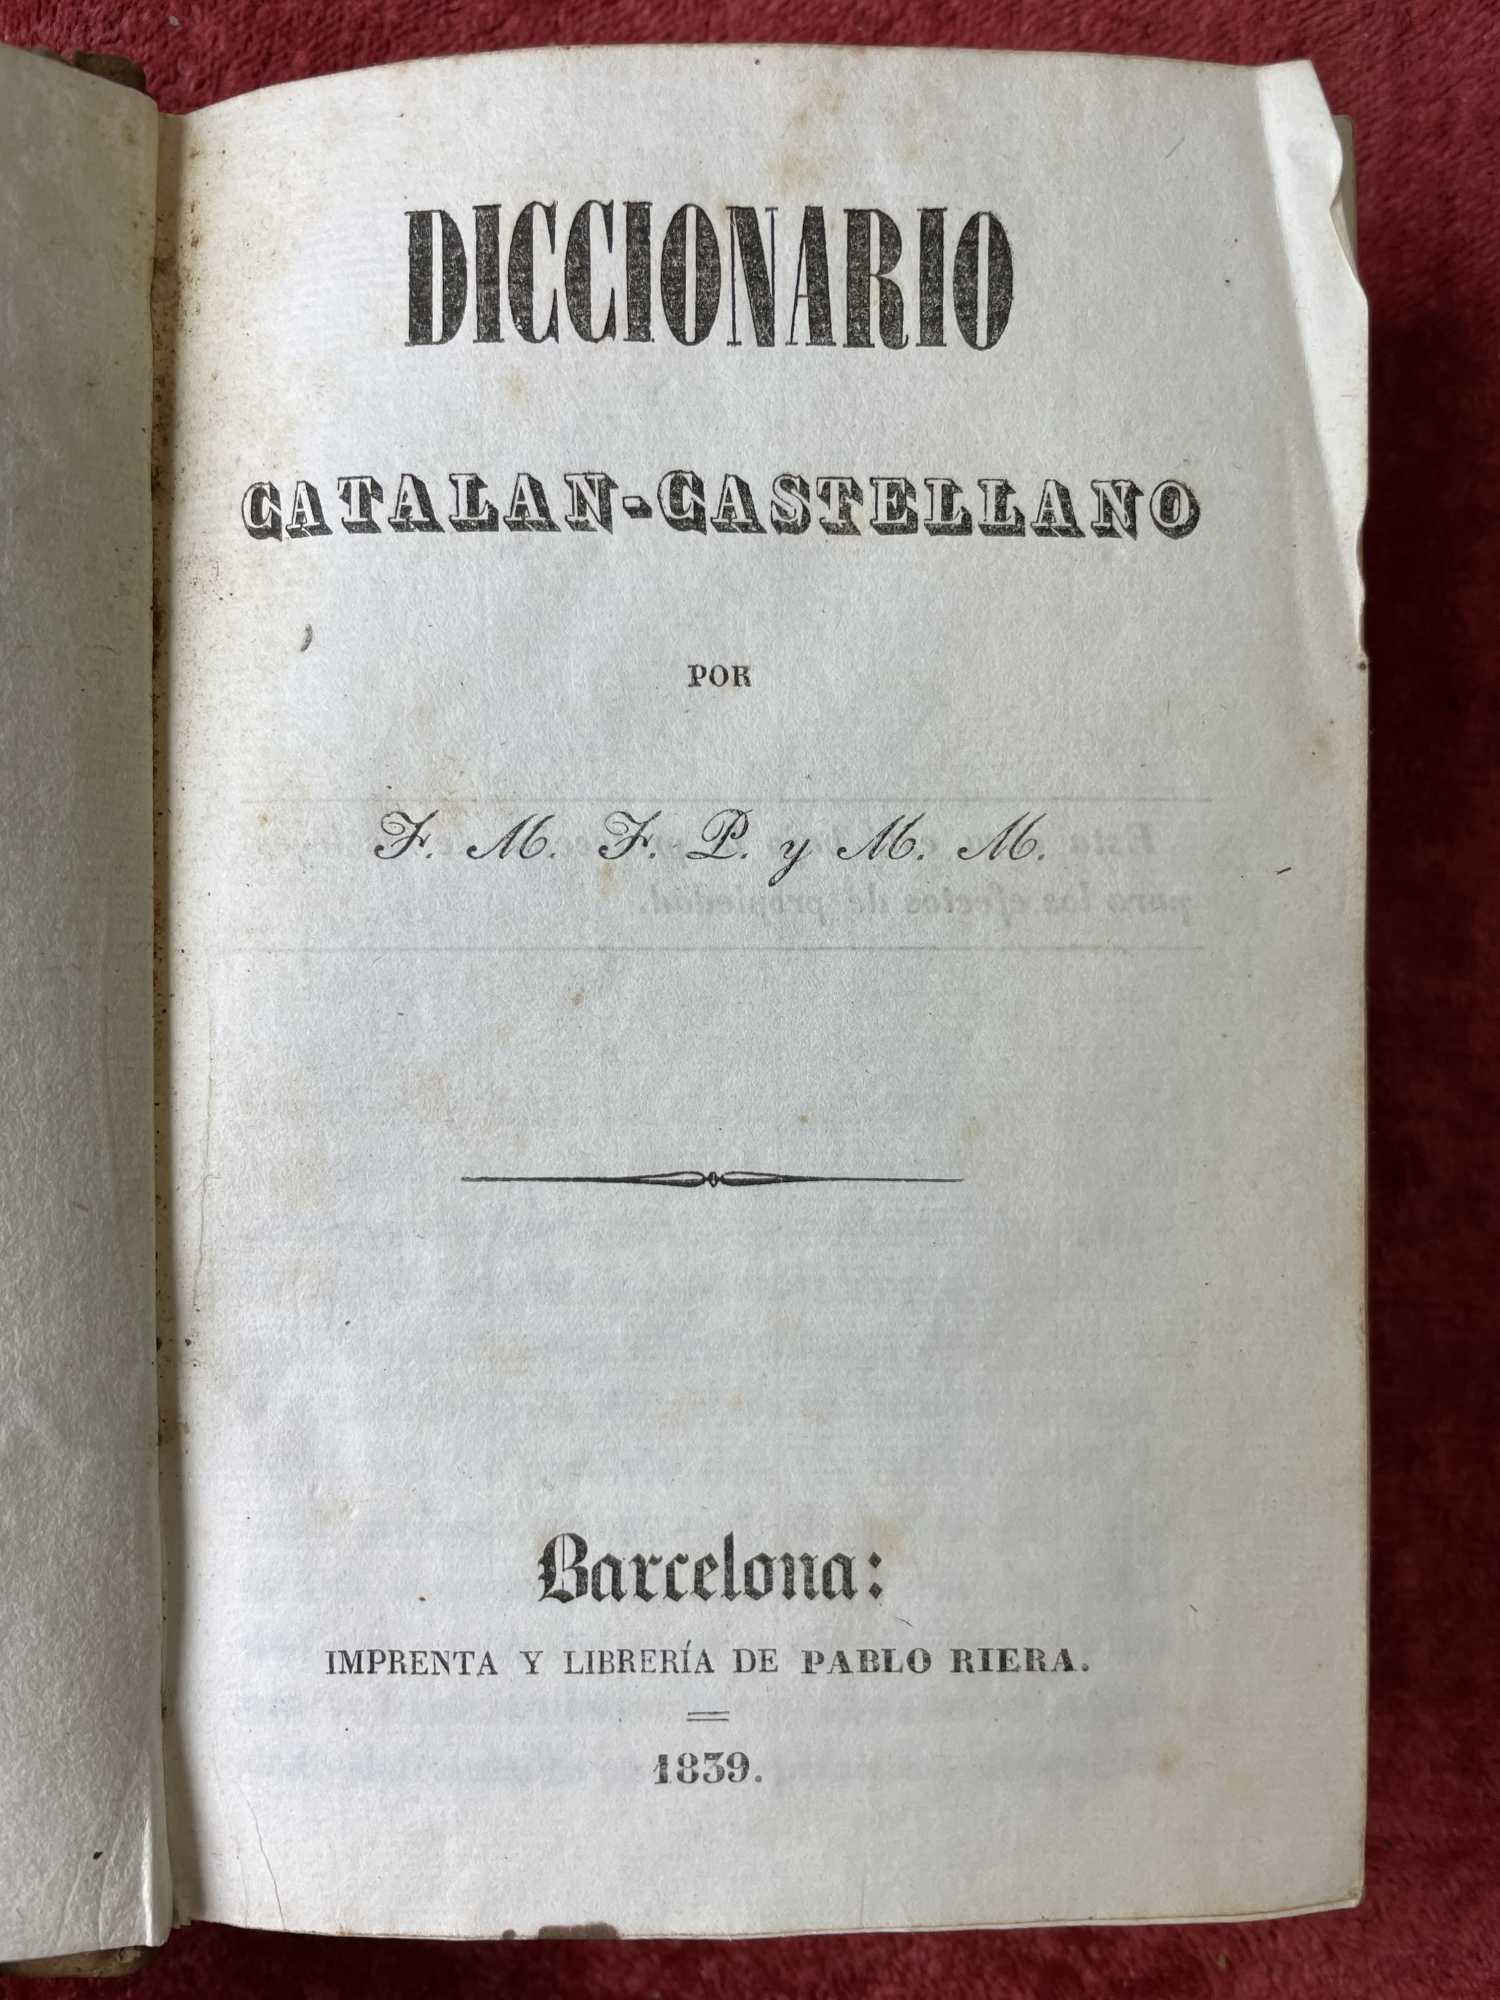 DICCIONARIO
CATALAN-CASTELLANO
POR
F. M. F. P. y M. M.
Barcelona:
IMPRENTA Y LIBRERÍA DE PABLO RIERA.
1839.